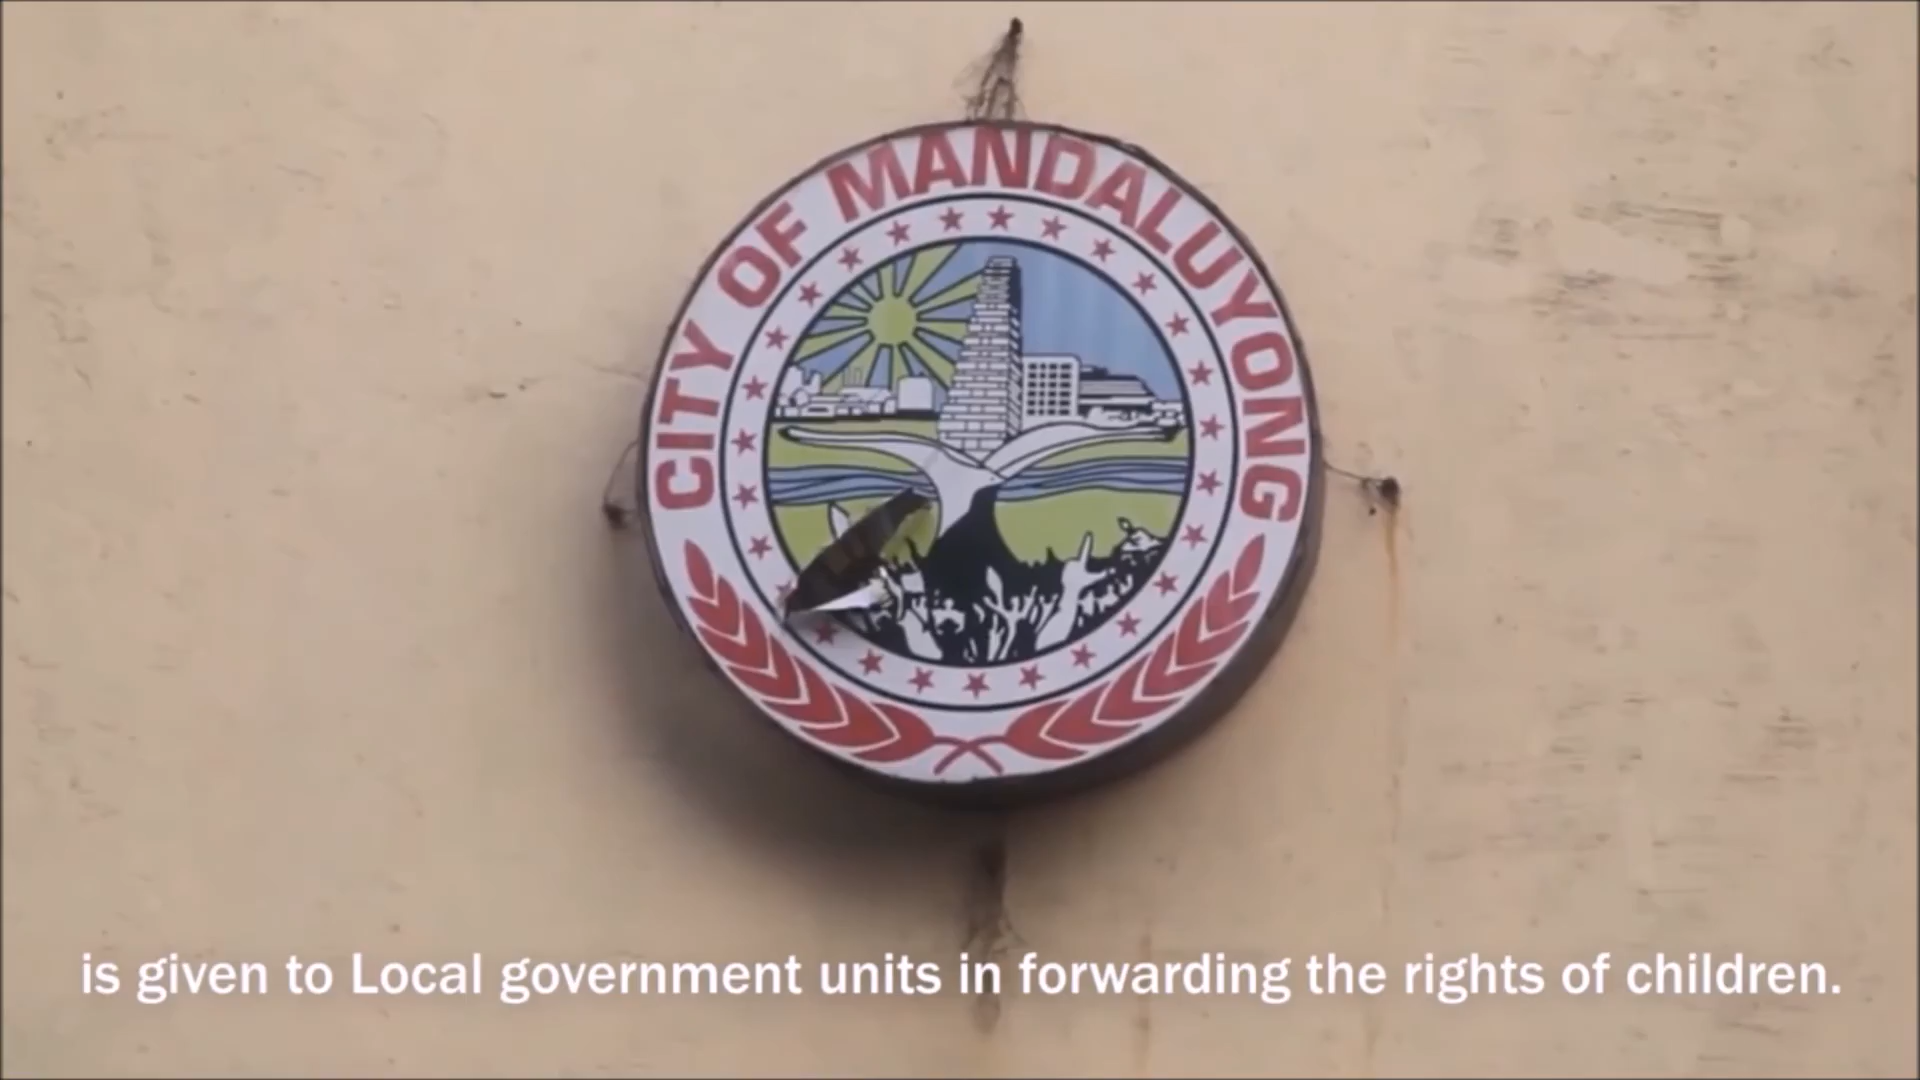 CITY OF MANDALUYONG
is given to Local government units in forwarding the rights of children.